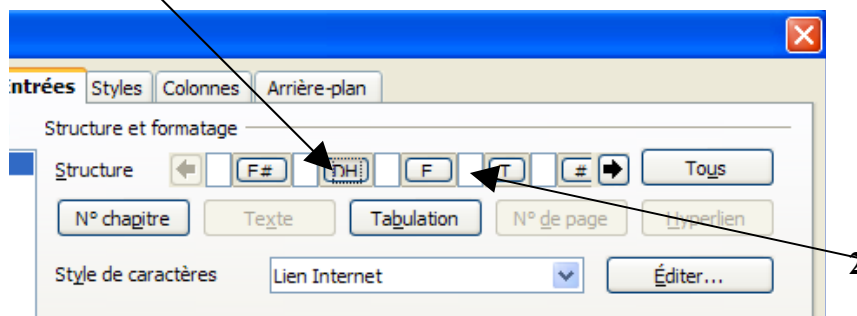 ntrées Styles Colonnes Arrière-plan
Structure et formatage
Structure F# DH F T # Tous
N° chapitre Texte Tabulation N° de page Hyperlien
Style de caractères Lien Internet Éditer...
2